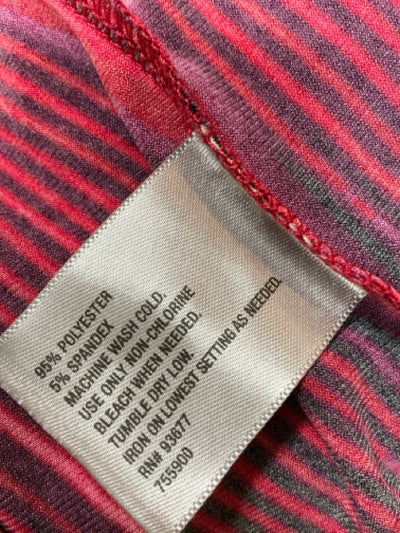 95% POLYESTER
5% SPANDEX
MACHINE WASH COLD.
USE ONLY NON-CHLORINE
BLEACH WHEN NEEDED.
TUMBLE DRY LOW.
IRON ON LOWEST SETTING AS NEEDED.
RN# 93677
755900